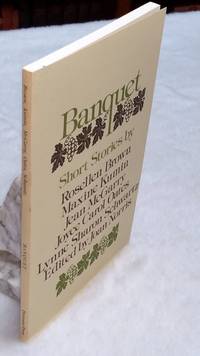 Banquet
Short Stories by
Rosellen Brown
Maxine Kumin
Jean McGarry
Joyce Carol Oates
Lynne Sharon Schwartz
Edited by Joan Norris
BANQUET